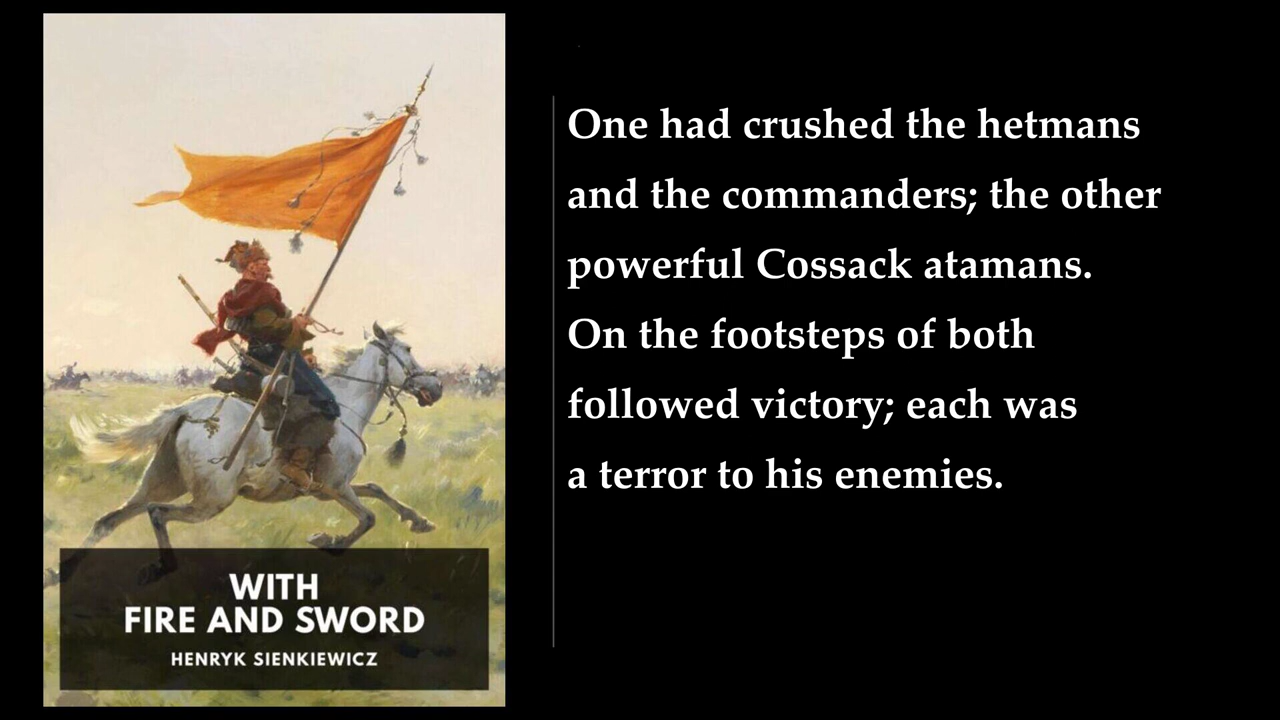 One had crushed the hetmans
and the commanders; the other
powerful Cossack atamans.
On the footsteps of both
followed victory; each was
a terror to his enemies.
WITH
FIRE AND SWORD
HENRYK SIENKIEWICZ